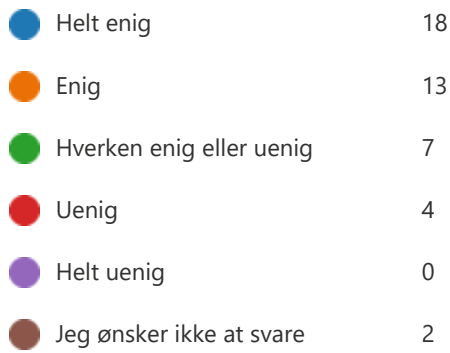 Helt enig 18
Enig 13
Hverken enig eller uenig 7
Uenig 4
Helt uenig 0
Jeg ønsker ikke at svare 2